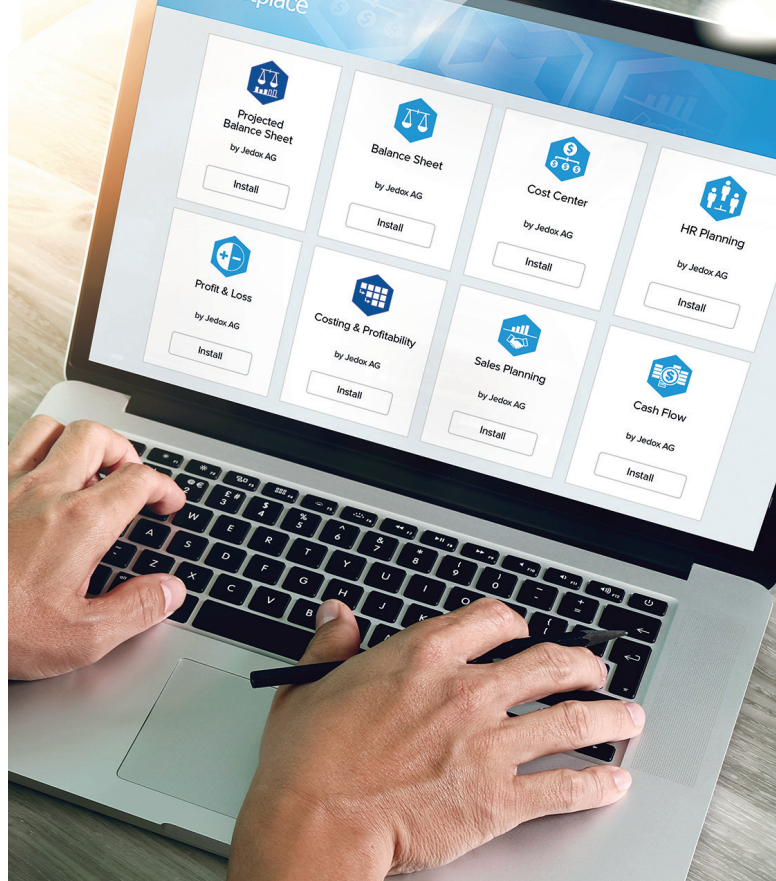 tplace
Projected
Balance Sheet
by Jedox AG
Install
Balance Sheet
by Jedox AG
Install
Cost Center
by Jedox AG
Install
HR Planning
by Jedox AG
Install
Profit & Loss
by Jedox AG
Install
Costing & Profitability
by Jedox AG
Install
Sales Planning
by Jedox AG
Install
Cash Flow
by Jedox AG
Install
W E R T Y U I O
A S D F G H J K
Z X C V B